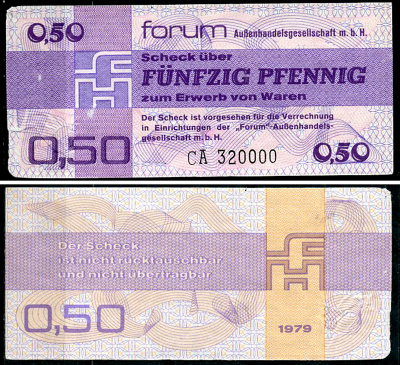 0,50 forum Außenhandelsgesellschaft m.b.H.
Scheck über
FÜNFZIG PFENNIG
zum Erwerb von Waren
Der Scheck ist vorgesehen für die Verrechnung
in Einrichtungen der „Forum"-Außenhandels-
gesellschaft m.b.H.
0,50 CA 320000 0,50
Der Scheck
ist nicht rücktauschbar
und nicht übertragbar
0,50 1979